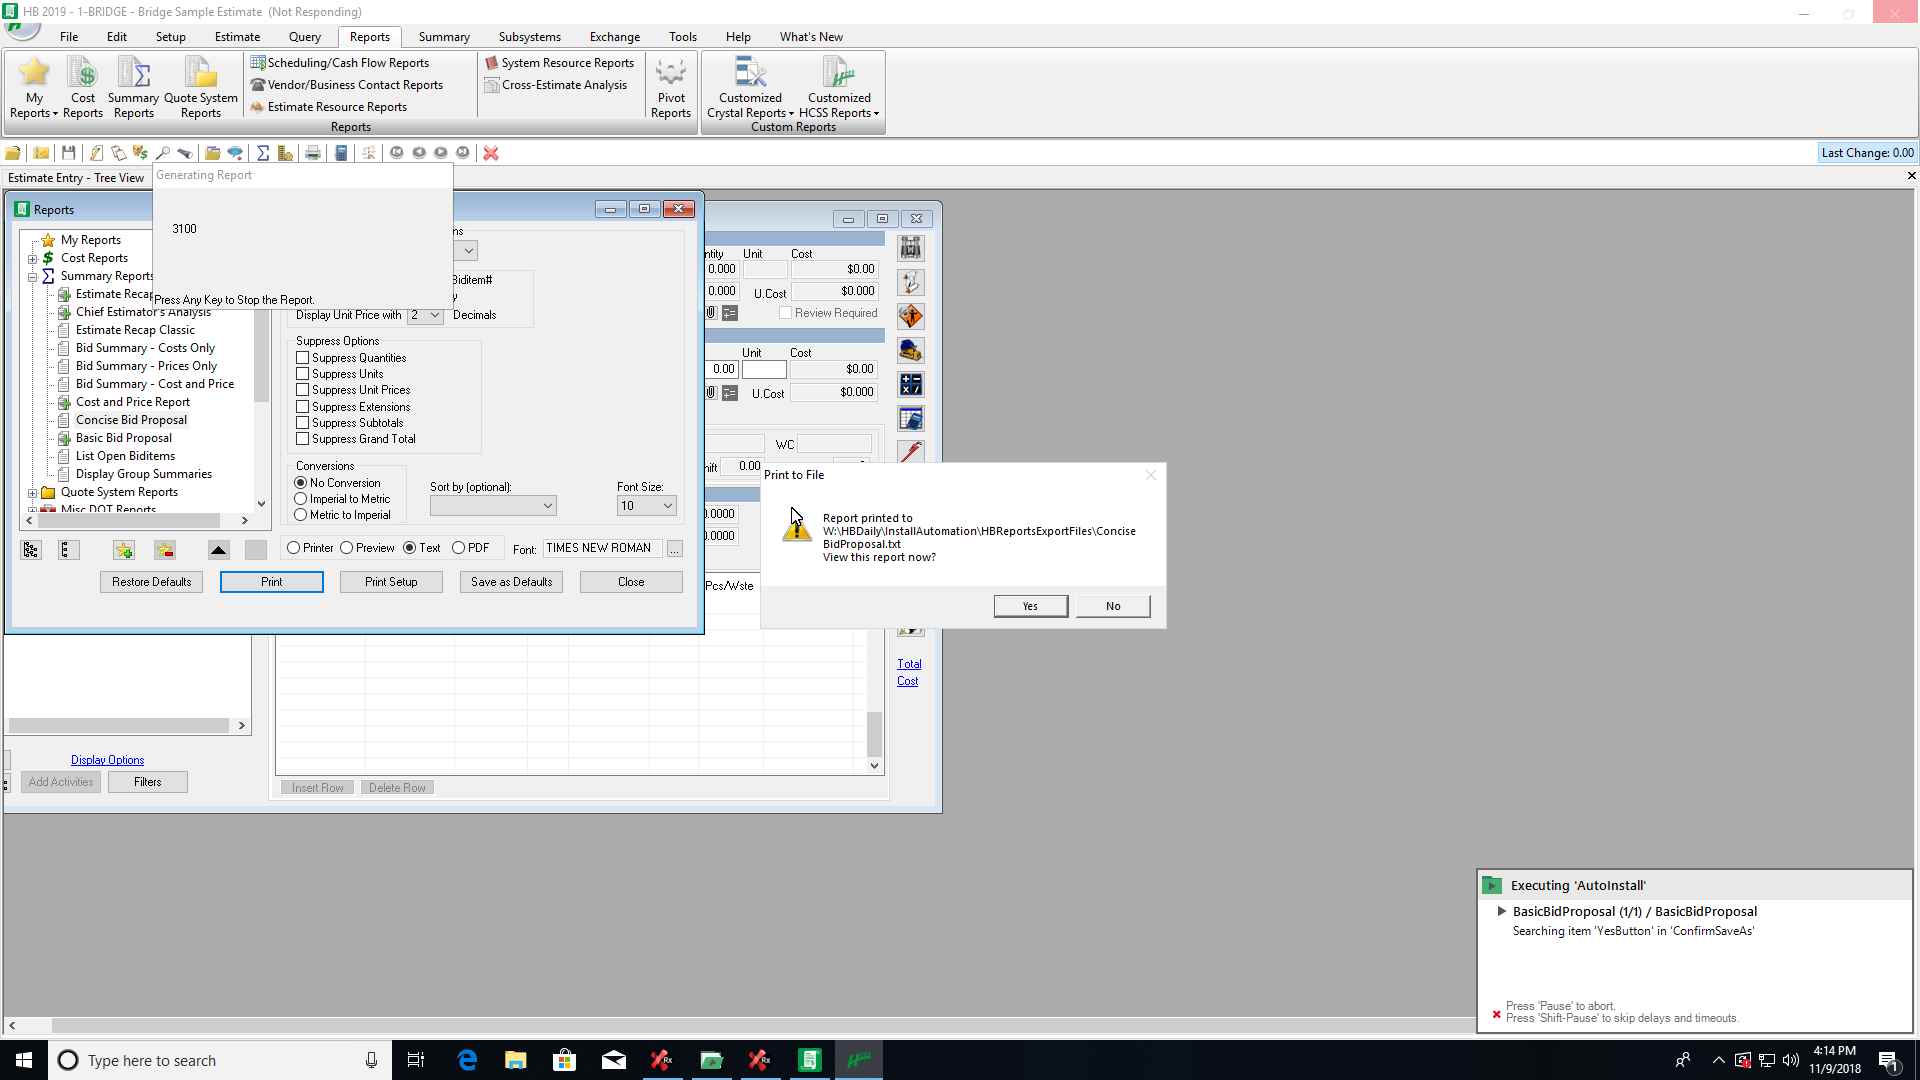 HB 2019 - 1-BRIDGE - Bridge Sample Estimate  (Not Responding)
File Edit Setup Estimate Query Reports Summary Subsystems Exchange Tools Help What's New
My Reports
Cost Reports
Summary Reports
Quote System Reports
Scheduling/Cash Flow Reports
Vendor/Business Contact Reports
Estimate Resource Reports
System Resource Reports
Cross-Estimate Analysis
Pivot Reports
Customized Crystal Reports
Customized HCSS Reports
Reports
Custom Reports
Last Change: 0.00
Estimate Entry - Tree View
Generating Report
3100
Press Any Key to Stop the Report.
Reports
My Reports
Cost Reports
Summary Reports
Estimate Recap
Chief Estimator's Analysis
Estimate Recap Classic
Bid Summary - Costs Only
Bid Summary - Prices Only
Bid Summary - Cost and Price
Cost and Price Report
Concise Bid Proposal
Basic Bid Proposal
List Open Biditems
Display Group Summaries
Quote System Reports
Misc DOT Reports
ns
Biditem#
y
Display Unit Price with 2 Decimals
Suppress Options
Suppress Quantities
Suppress Units
Suppress Unit Prices
Suppress Extensions
Suppress Subtotals
Suppress Grand Total
Conversions
No Conversion
Imperial to Metric
Metric to Imperial
Sort by (optional):
Font Size:
10
Printer Preview Text PDF Font: TIMES NEW ROMAN ...
Restore Defaults Print Print Setup Save as Defaults Close
ntity Unit Cost
0.000 $0.00
0.000 U.Cost $0.000
Review Required
Unit Cost
0.00 $0.00
U.Cost $0.000
WC
hift 0.00
0.0000
0.0000
Pcs/Wste
Total
Cost
Print to File
Report printed to
W:\HBDaily\InstallAutomation\HBReportsExportFiles\Concise
BidProposal.txt
View this report now?
Yes No
Display Options
Add Activities Filters
Insert Row Delete Row
Executing 'AutoInstall'
BasicBidProposal (1/1) / BasicBidProposal
Searching item 'YesButton' in 'ConfirmSaveAs'
Press 'Pause' to abort.
Press 'Shift-Pause' to skip delays and timeouts.
Type here to search
4:14 PM
11/9/2018
1